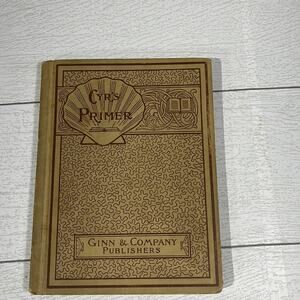 CYR'S
PRIMER
GINN & COMPANY
PUBLISHERS